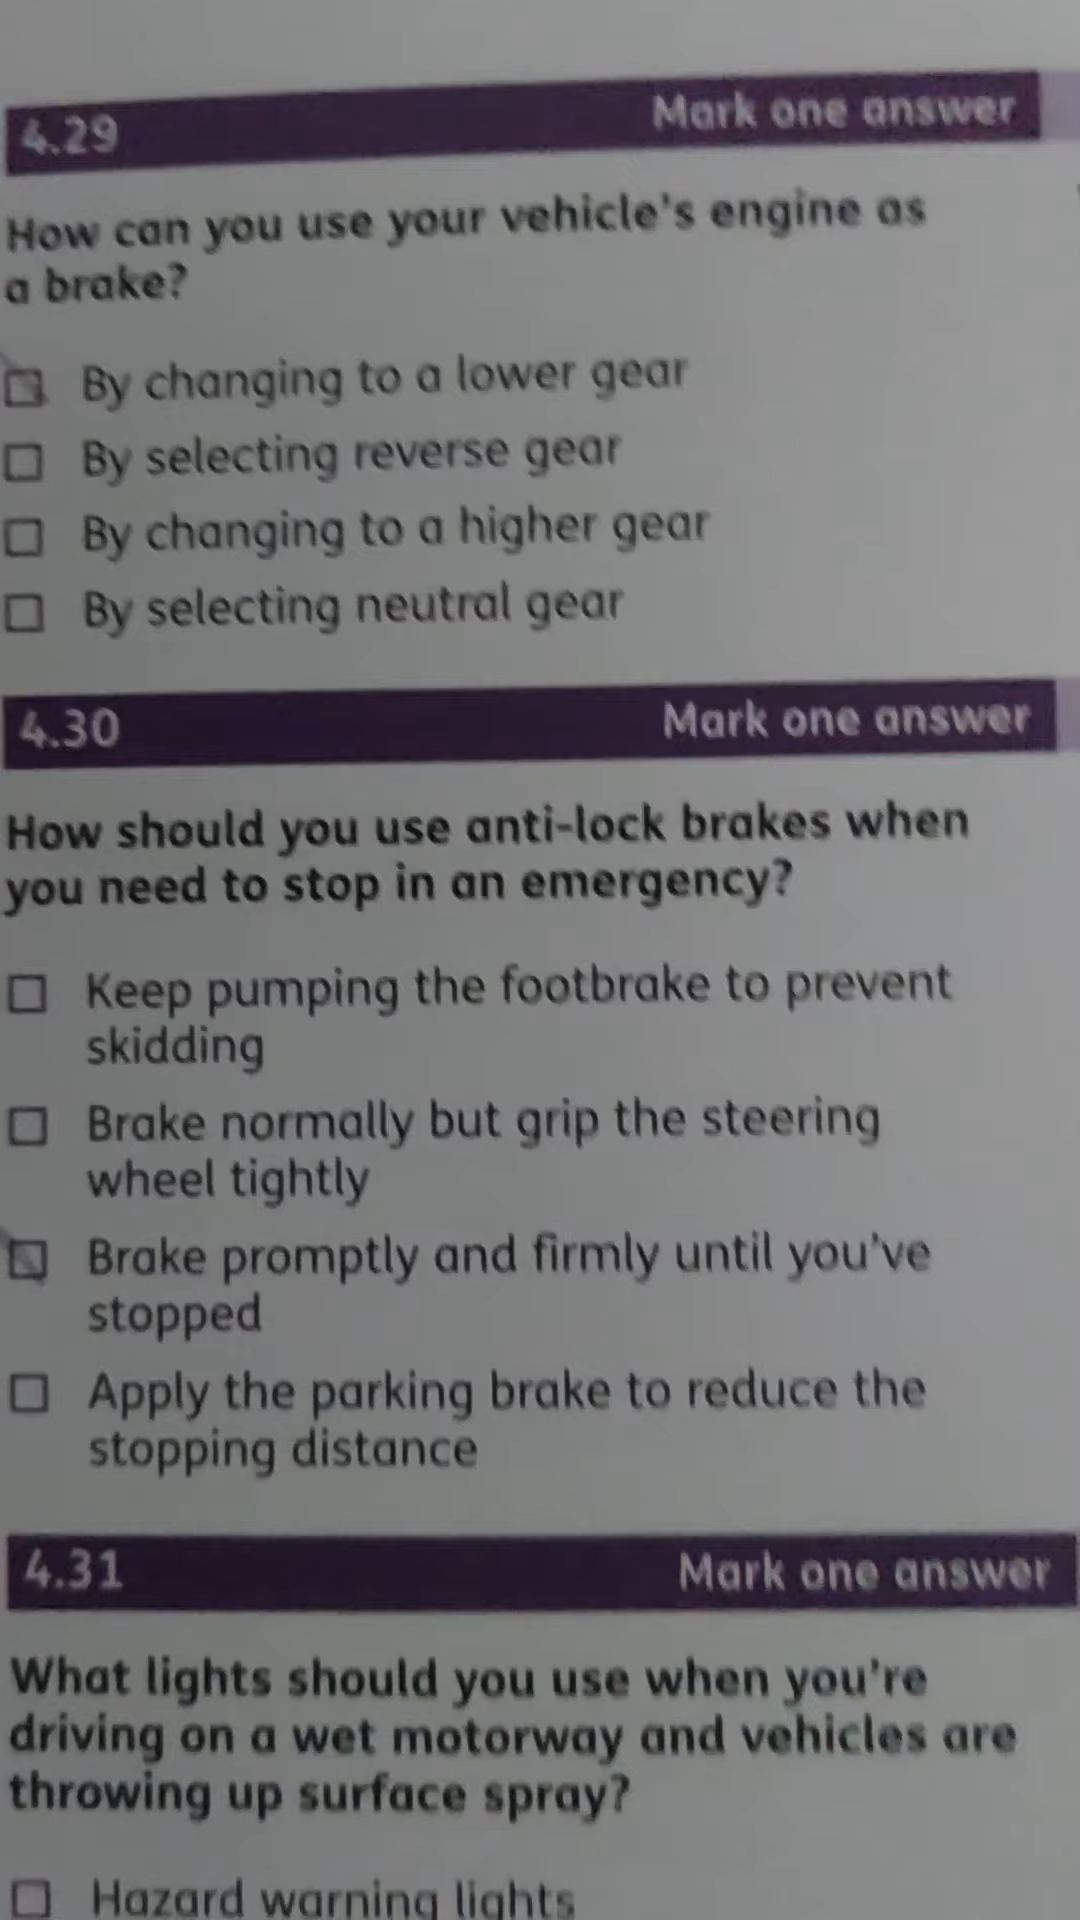 4.29 Mark one answer
How can you use your vehicle's engine as
a brake?
By changing to a lower gear
By selecting reverse gear
By changing to a higher gear
By selecting neutral gear
4.30 Mark one answer
How should you use anti-lock brakes when
you need to stop in an emergency?
Keep pumping the footbrake to prevent
skidding
Brake normally but grip the steering
wheel tightly
Brake promptly and firmly until you've
stopped
Apply the parking brake to reduce the
stopping distance
4.31 Mark one answer
What lights should you use when you're
driving on a wet motorway and vehicles are
throwing up surface spray?
Hazard warning lights